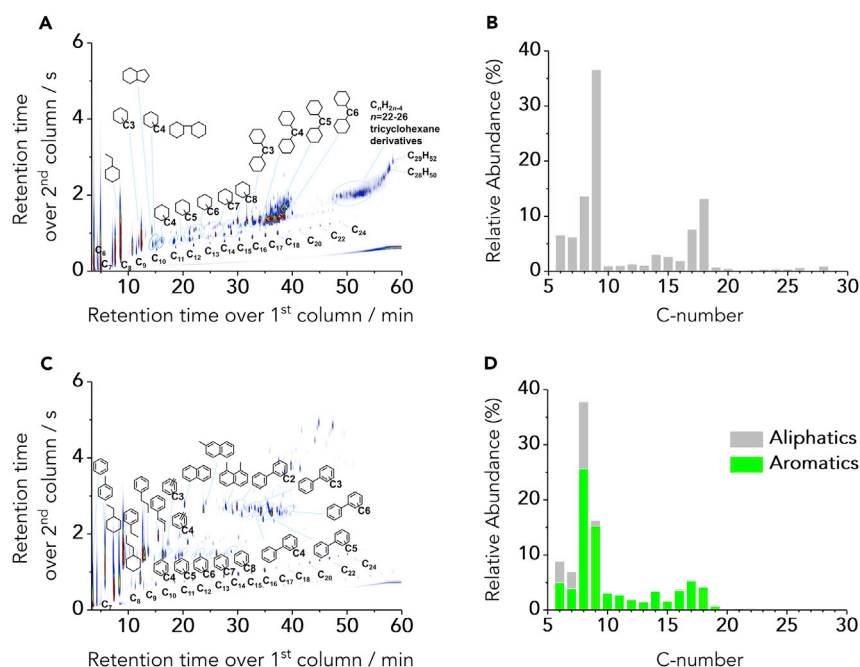 A
Retention time
over 2nd column / s
6
4
2
0
C3
C4
C3
C4
C5
C6
CnH2n-4
n=22-26
tricyclohexane
derivatives
C29H52
C28H50
C4
C5
C6
C7
C8
C6
C7
C8
C9
C10
C11
C12
C13
C14
C15
C16
C17
C18
C20
C22
C24
10
20
30
40
50
60
Retention time over 1st column / min
B
Relative Abundance (%)
40
30
20
10
0
5
10
15
20
25
30
C-number
C
Retention time
over 2nd column / s
6
4
2
0
C3
C4
C2
C3
C6
C4
C5
C6
C7
C8
C4
C5
C7
C8
C9
C10
C11
C12
C13
C14
C15
C16
C17
C18
C20
C22
C24
10
20
30
40
50
60
Retention time over 1st column / min
D
Relative Abundance (%)
40
30
20
10
0
Aliphatics
Aromatics
5
10
15
20
25
30
C-number